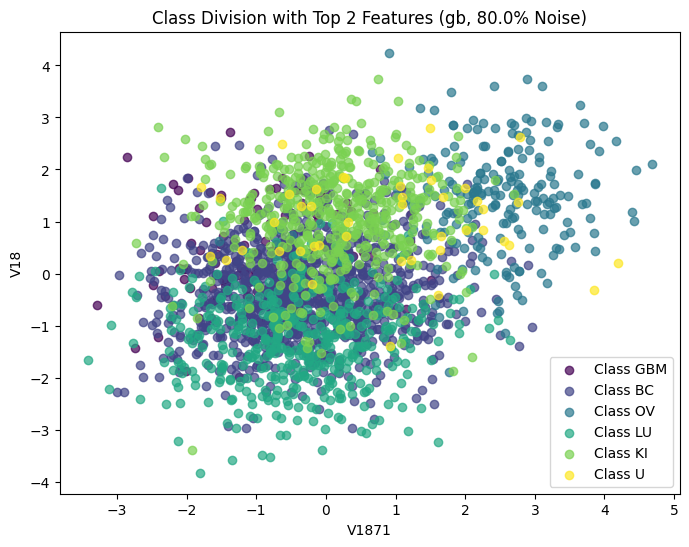 Class Division with Top 2 Features (gb, 80.0% Noise)
V18
4
3
2
1
0
−1
−2
−3
−4
−3
−2
−1
0
1
2
3
4
5
V1871
Class GBM
Class BC
Class OV
Class LU
Class KI
Class U